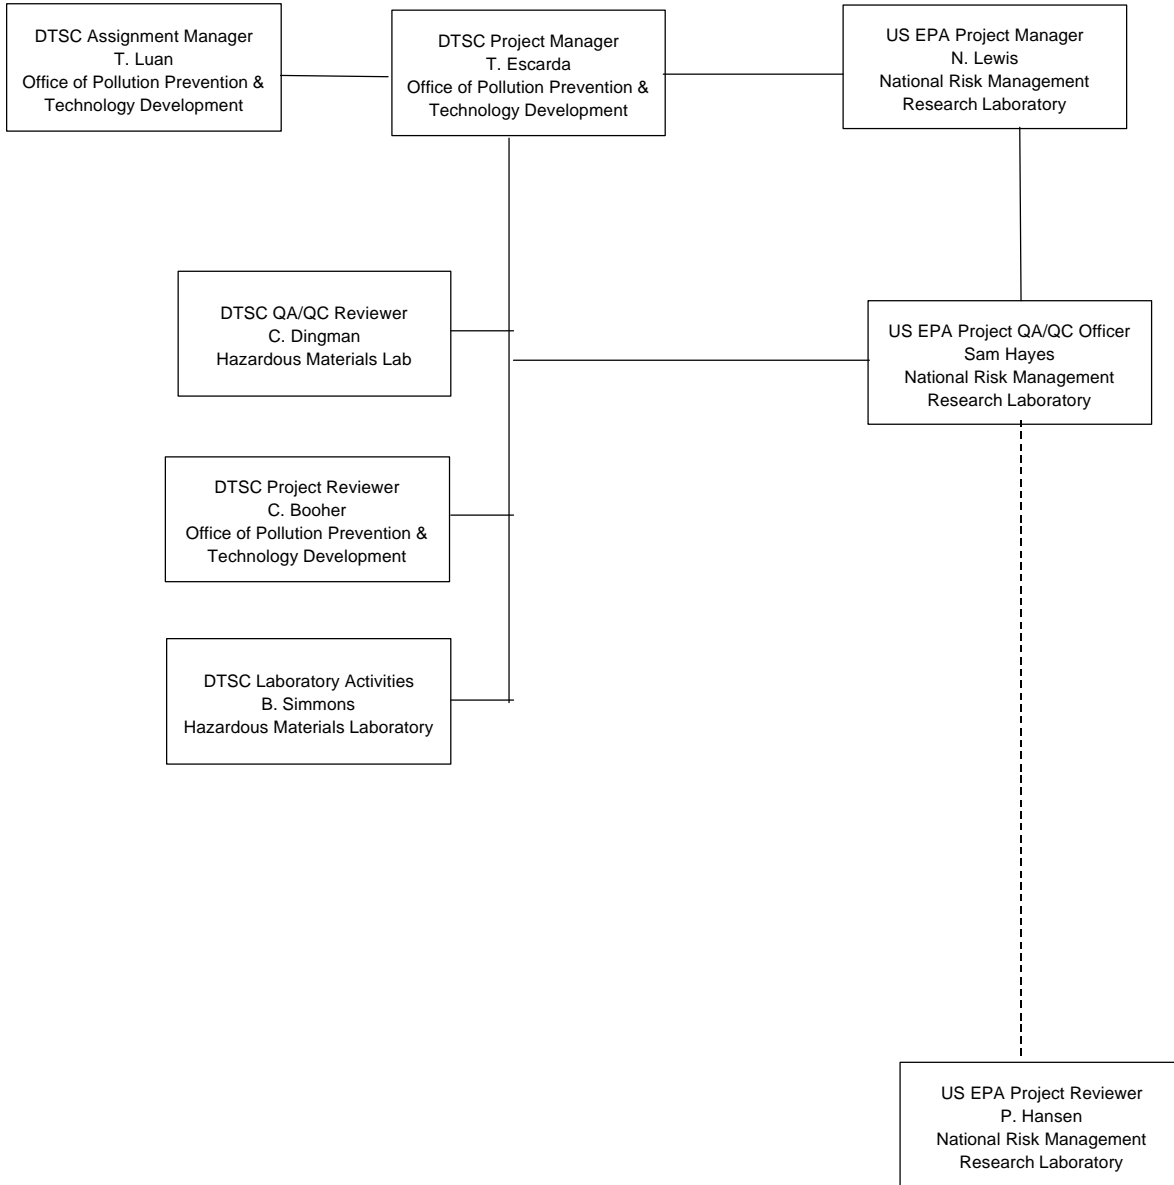 DTSC Assignment Manager
T. Luan
Office of Pollution Prevention &
Technology Development
DTSC Project Manager
T. Escarda
Office of Pollution Prevention &
Technology Development
US EPA Project Manager
N. Lewis
National Risk Management
Research Laboratory
DTSC QA/QC Reviewer
C. Dingman
Hazardous Materials Lab
US EPA Project QA/QC Officer
Sam Hayes
National Risk Management
Research Laboratory
DTSC Project Reviewer
C. Booher
Office of Pollution Prevention &
Technology Development
DTSC Laboratory Activities
B. Simmons
Hazardous Materials Laboratory
US EPA Project Reviewer
P. Hansen
National Risk Management
Research Laboratory